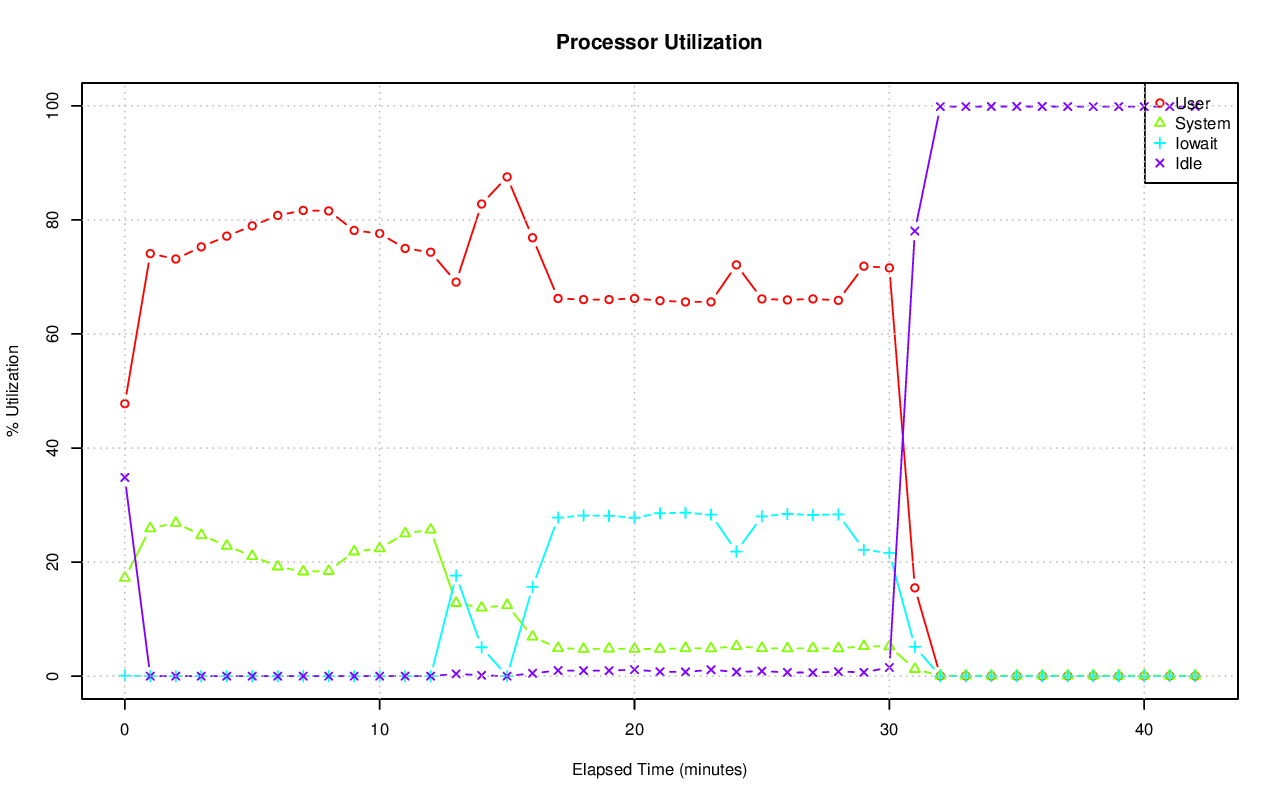 Processor Utilization
100
80
60
40
20
0
% Utilization
User
System
Iowait
Idle
0 10 20 30 40
Elapsed Time (minutes)